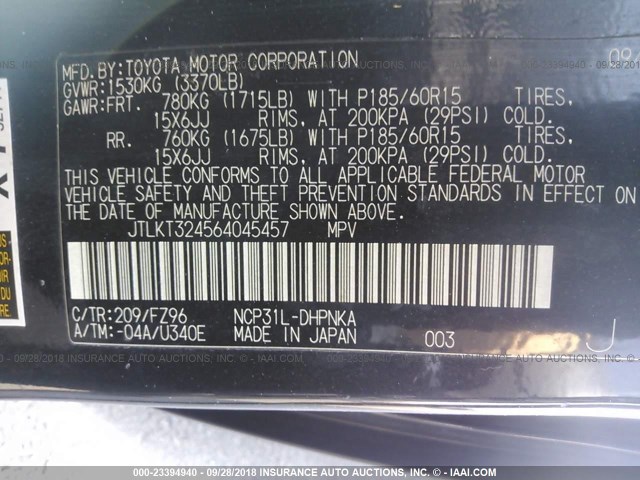 MFD.BY:TOYOTA MOTOR CORPORATION 09
GVWR:1530KG (3370LB)
GAWR:FRT. 780KG (1715LB) WITH P185/60R15 TIRES,
15X6JJ RIMS, AT 200KPA (29PSI) COLD.
RR. 760KG (1675LB) WITH P185/60R15 TIRES,
15X6JJ RIMS, AT 200KPA (29PSI) COLD.
THIS VEHICLE CONFORMS TO ALL APPLICABLE FEDERAL MOTOR
VEHICLE SAFETY AND THEFT PREVENTION STANDARDS IN EFFECT ON
THE DATE OF MANUFACTURE SHOWN ABOVE.
JTLKT324564045457 MPV
C/TR:209/FZ96 NCP31L-DHPNKA
A/TM:-04A/U340E MADE IN JAPAN 003 J
000-23394940 - 09/28/2018 - INSURANCE AUTO AUCTIONS, INC. - IAAI.COM